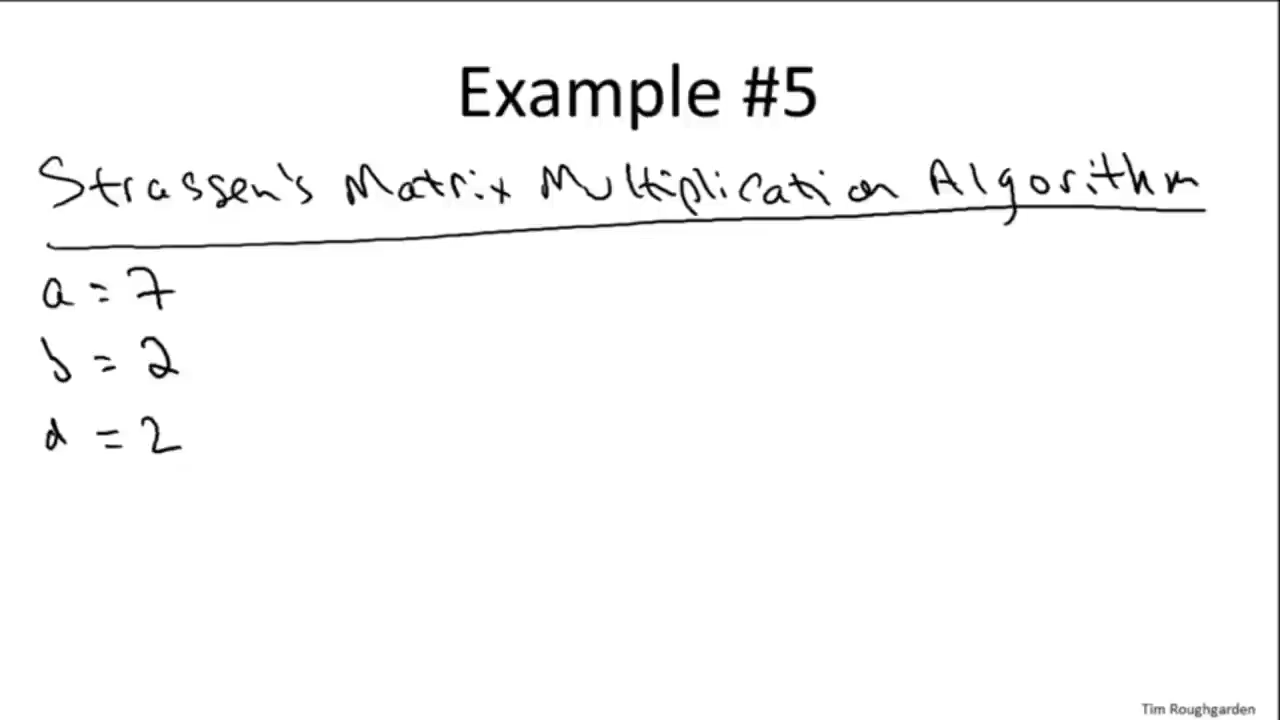 Example #5
Strassen's Matrix Multiplication Algorithm
a = 7
b = 2
d = 2
Tim Roughgarden